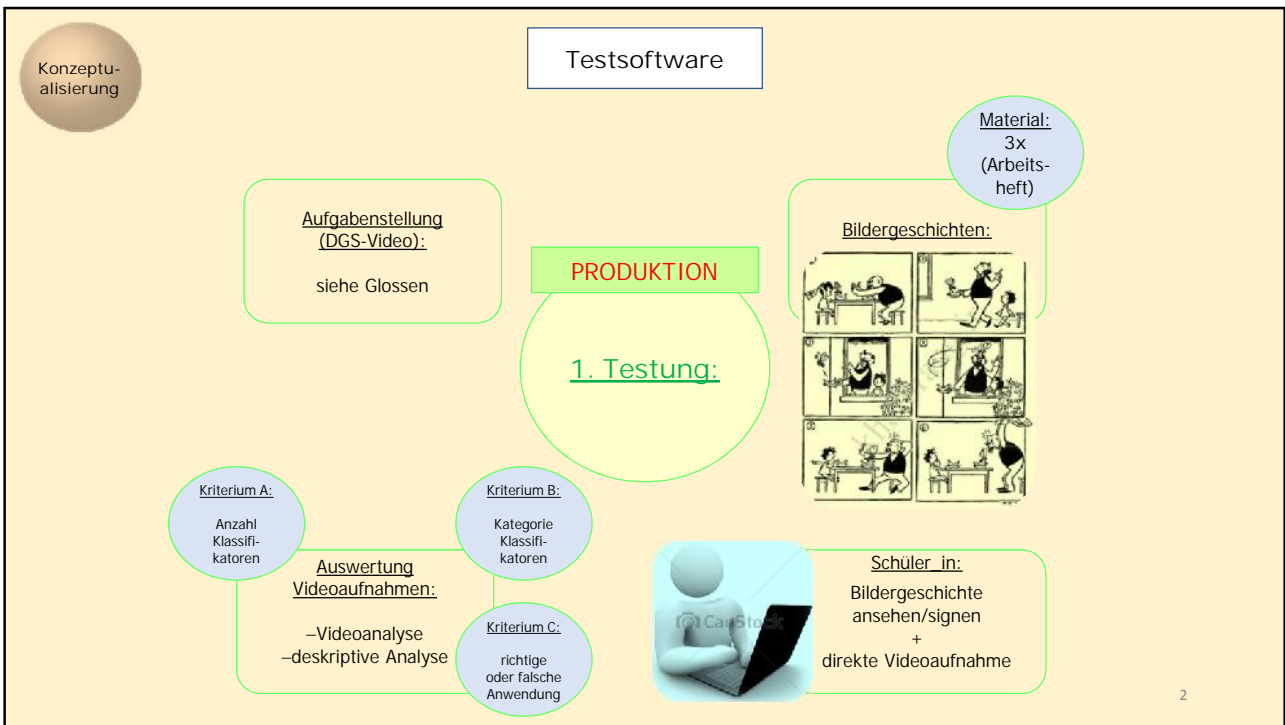 Konzeptu-
alisierung
Testsoftware
Material:
3x
(Arbeits-
heft)
Aufgabenstellung
(DGS-Video):
siehe Glossen
PRODUKTION
1. Testung:
Bildergeschichten:
Kriterium A:
Anzahl
Klassifi-
katoren
Kriterium B:
Kategorie
Klassifi-
katoren
Auswertung
Videoaufnahmen:
–Videoanalyse
–deskriptive Analyse
Kriterium C:
richtige
oder falsche
Anwendung
CanStock
Schüler_in:
Bildergeschichte
ansehen/signen
+
direkte Videoaufnahme
2